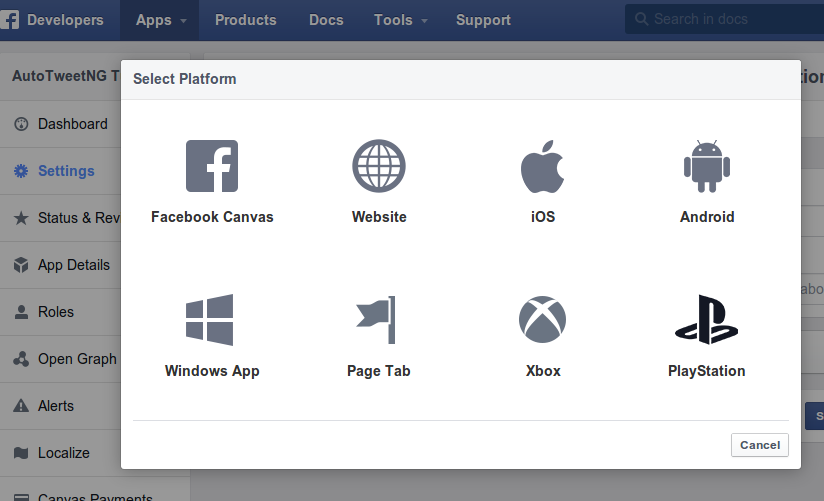 Developers Apps Products Docs Tools Support Search in docs
AutoTweetNG T
Select Platform
Dashboard
Settings
Status & Rev
App Details
Roles
Open Graph
Alerts
Localize
Canvas Payments
Facebook Canvas Website iOS Android
Windows App Page Tab Xbox PlayStation
Cancel